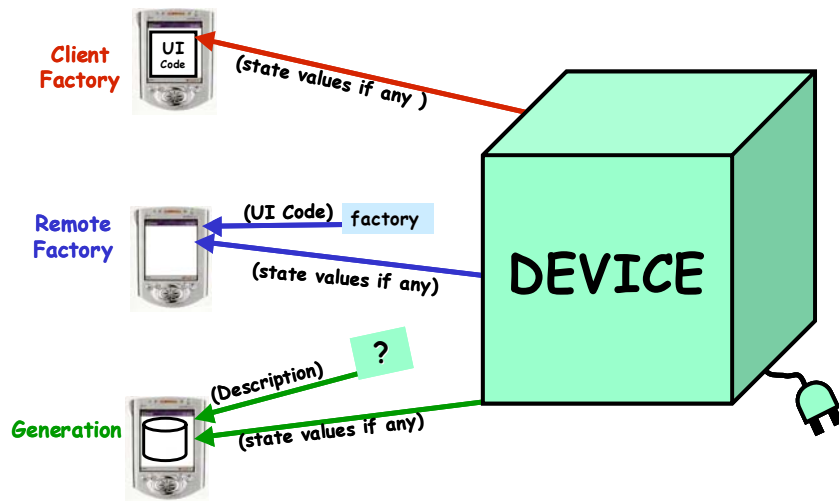 Client
Factory
UI
Code
(state values if any )
Remote
Factory
(UI Code)
factory
(state values if any)
DEVICE
Generation
(Description)
?
(state values if any)